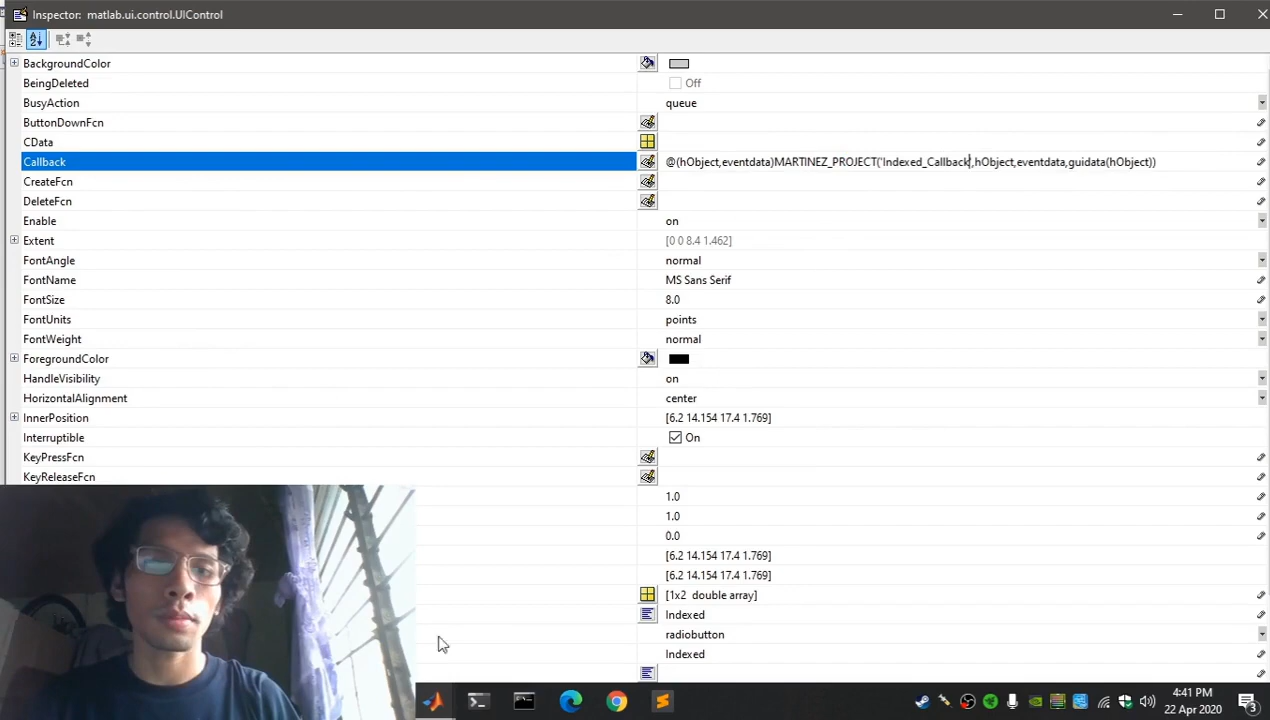 Inspector: matlab.ui.control.UIControl
BackgroundColor
BeingDeleted Off
BusyAction queue
ButtonDownFcn
CData
Callback @(hObject,eventdata)MARTINEZ_PROJECT('Indexed_Callback',hObject,eventdata,guidata(hObject))
CreateFcn
DeleteFcn
Enable on
Extent [0 0 8.4 1.462]
FontAngle normal
FontName MS Sans Serif
FontSize 8.0
FontUnits points
FontWeight normal
ForegroundColor
HandleVisibility on
HorizontalAlignment center
InnerPosition [6.2 14.154 17.4 1.769]
Interruptible On
KeyPressFcn
KeyReleaseFcn
1.0
1.0
0.0
[6.2 14.154 17.4 1.769]
[6.2 14.154 17.4 1.769]
[1x2 double array]
Indexed
radiobutton
Indexed
4:41 PM
22 Apr 2020
3